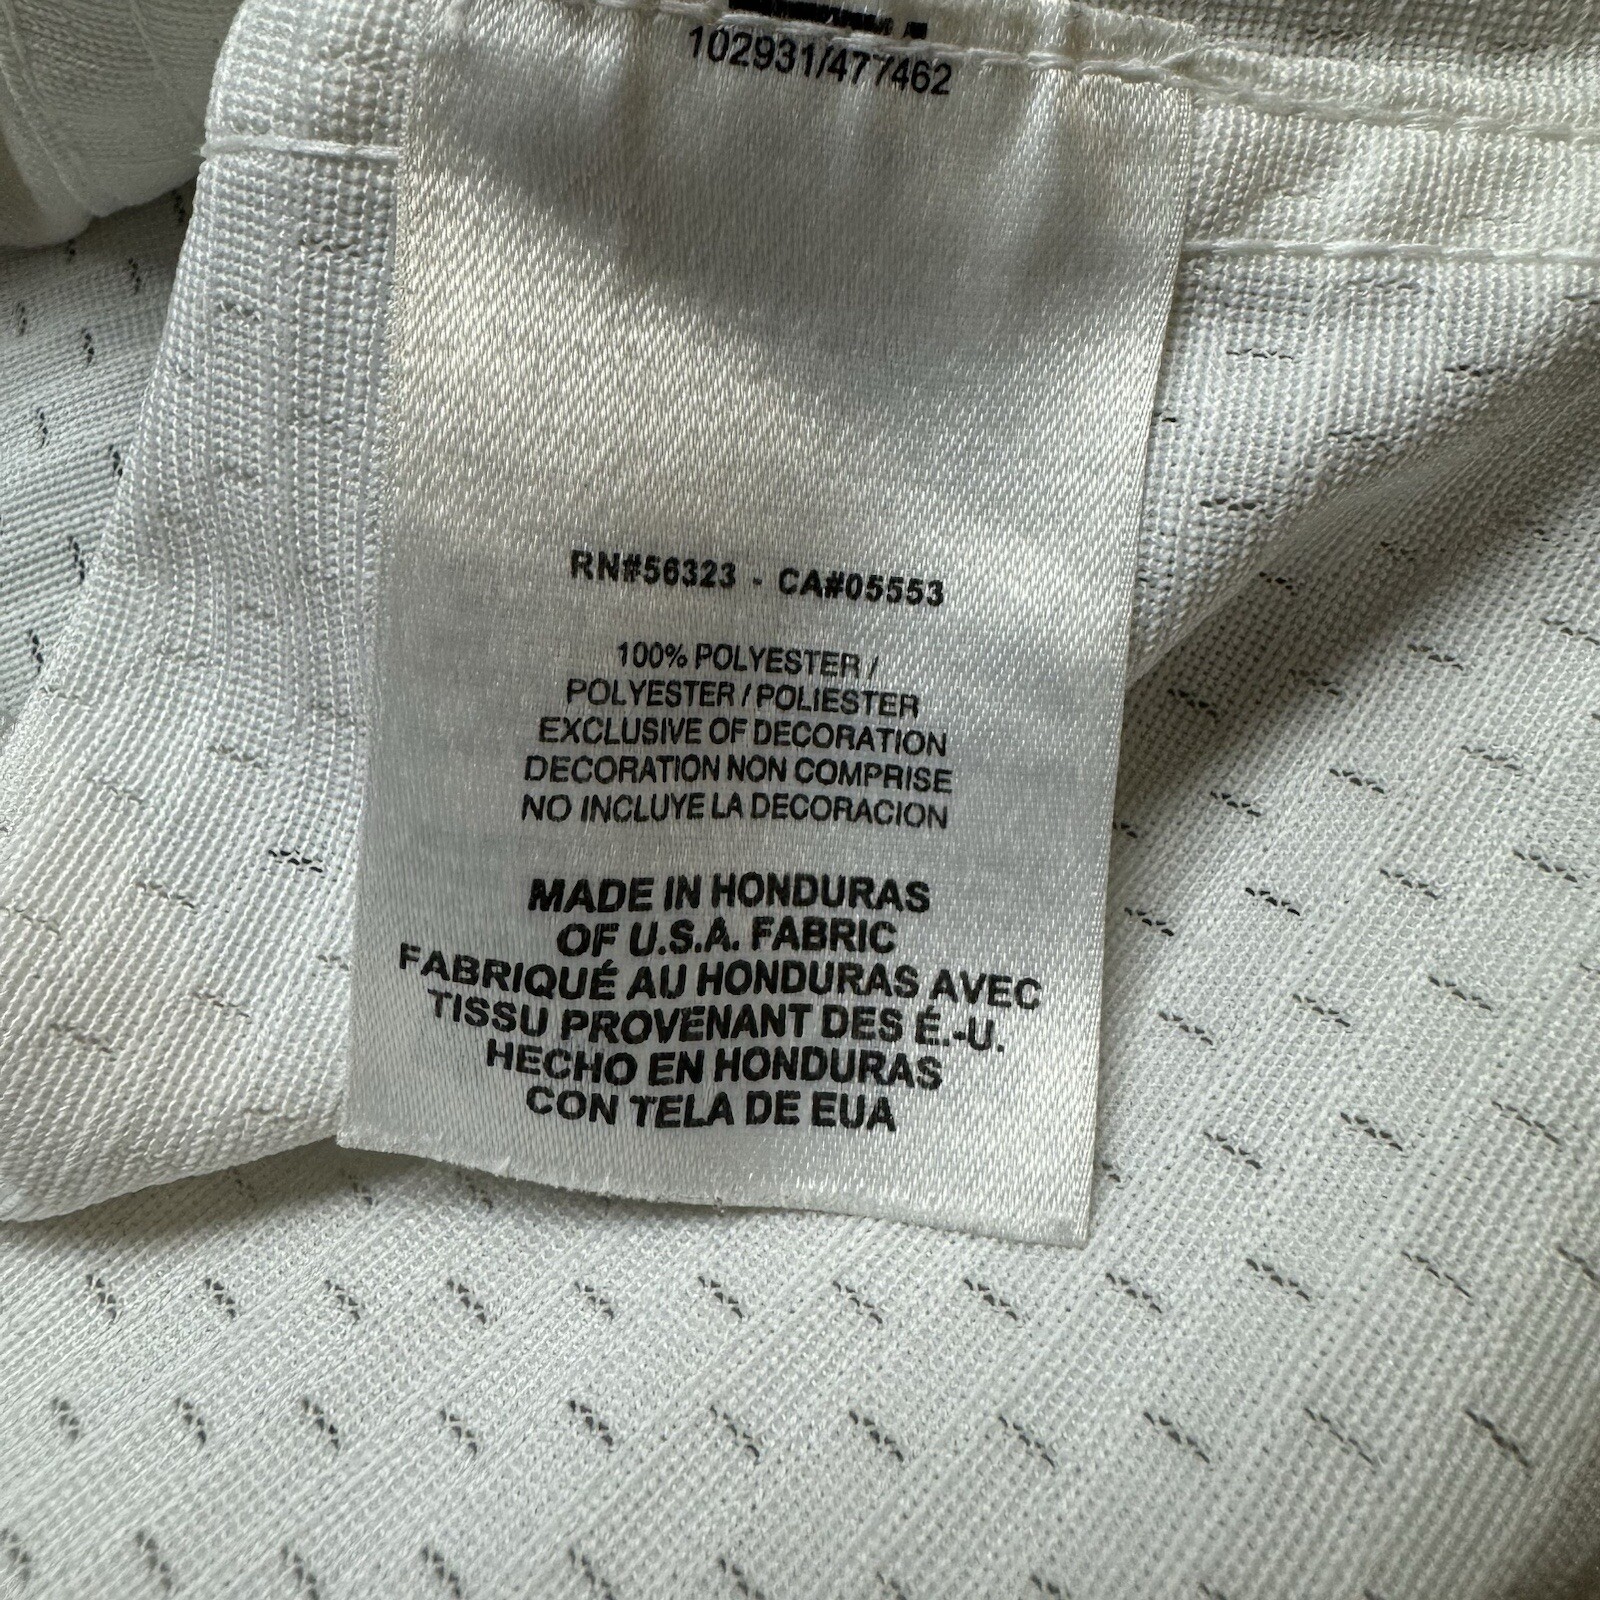 102931/477462
RN#56323 - CA#05553
100% POLYESTER /
POLYESTER / POLIESTER
EXCLUSIVE OF DECORATION
DECORATION NON COMPRISE
NO INCLUYE LA DECORACION
MADE IN HONDURAS
OF U.S.A. FABRIC
FABRIQUÉ AU HONDURAS AVEC
TISSU PROVENANT DES É.-U.
HECHO EN HONDURAS
CON TELA DE EUA